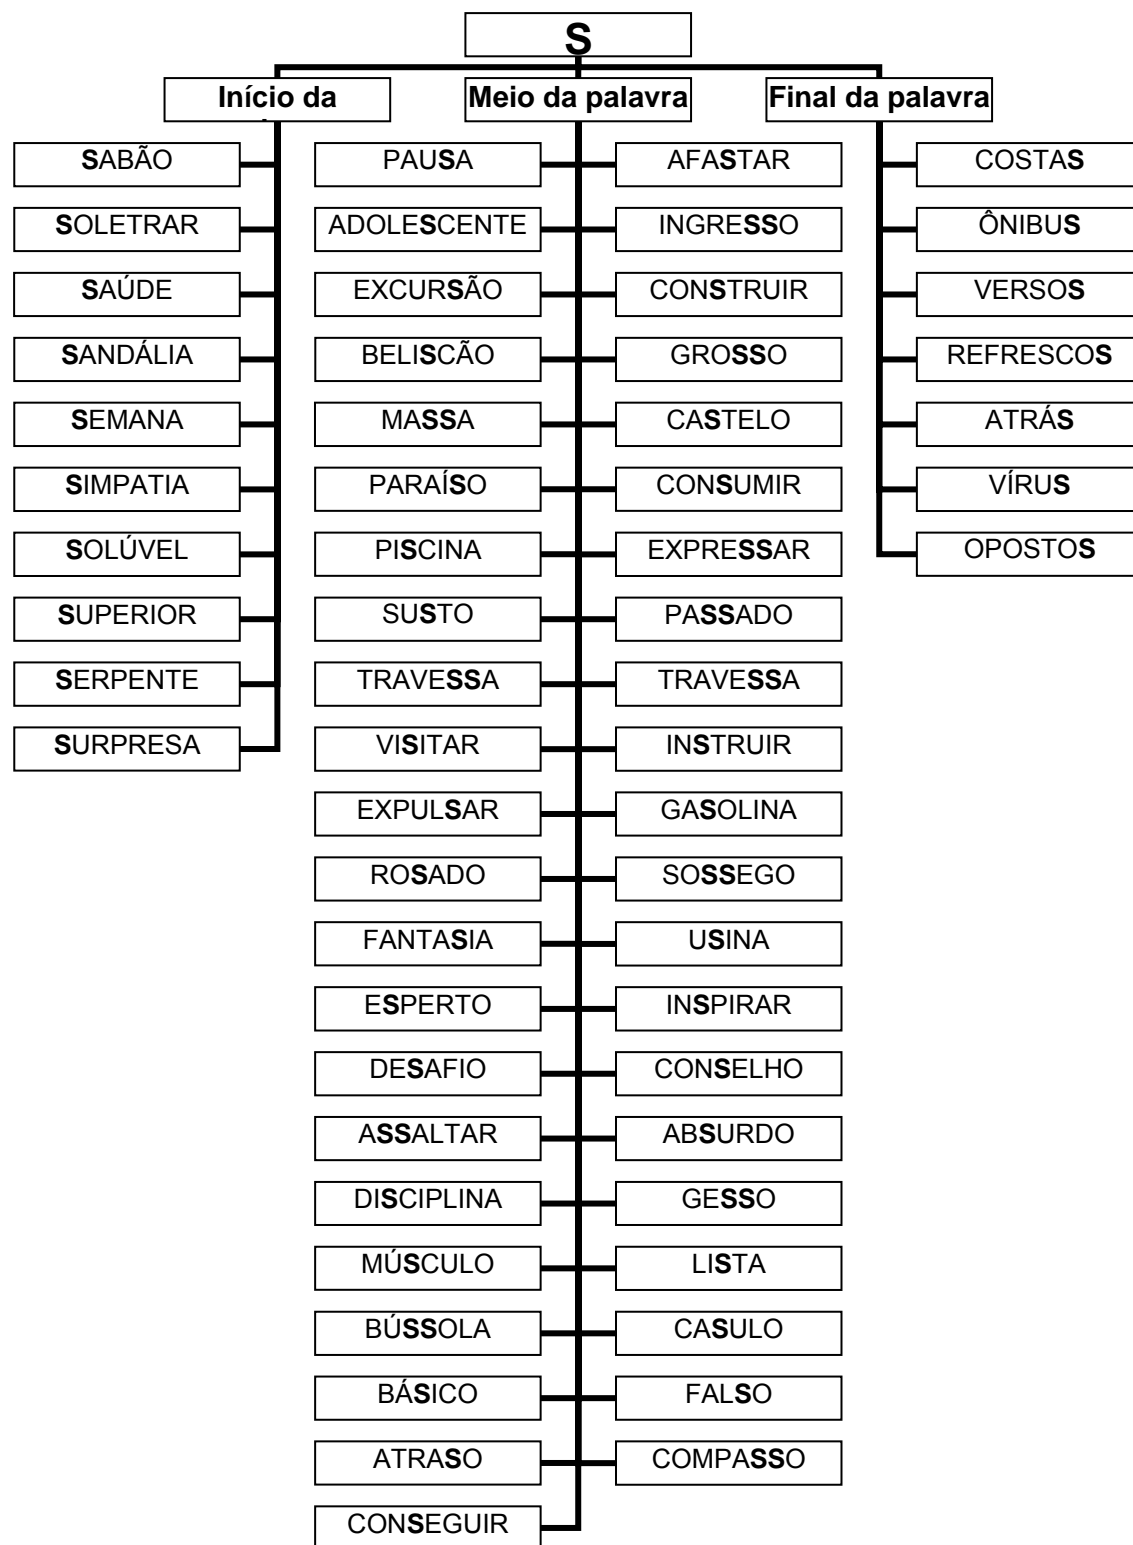 S
Início da
Meio da palavra
Final da palavra
SABÃO
SOLETRAR
SAÚDE
SANDÁLIA
SEMANA
SIMPATIA
SOLÚVEL
SUPERIOR
SERPENTE
SURPRESA
PAUSA
ADOLESCENTE
EXCURSÃO
BELISCÃO
MASSA
PARAÍSO
PISCINA
SUSTO
TRAVESSA
VISITAR
EXPULSAR
ROSADO
FANTASIA
ESPERTO
DESAFIO
ASSALTAR
DISCIPLINA
MÚSCULO
BÚSSOLA
BÁSICO
ATRASO
CONSEGUIR
AFASTAR
INGRESSO
CONSTRUIR
GROSSO
CASTELO
CONSUMIR
EXPRESSAR
PASSADO
TRAVESSA
INSTRUIR
GASOLINA
SOSSEGO
USINA
INSPIRAR
CONSELHO
ABSURDO
GESSO
LISTA
CASULO
FALSO
COMPASSO
COSTAS
ÔNIBUS
VERSOS
REFRESCOS
ATRÁS
VÍRUS
OPOSTOS